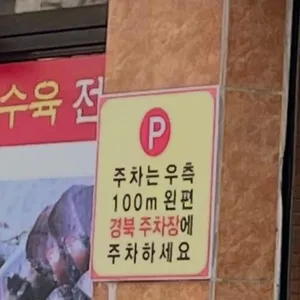 수육 전
P
주차는 우측
100m 왼편
경북 주차장에
주차하세요